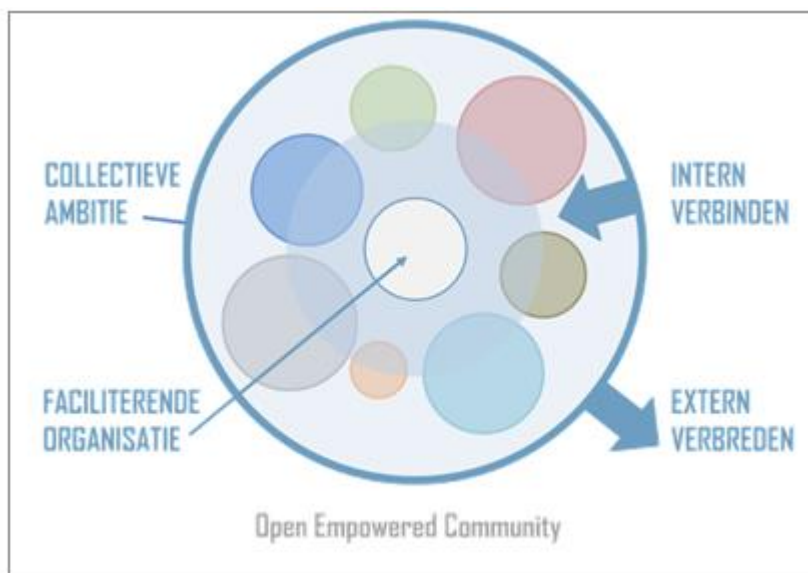 COLLECTIEVE
AMBITIE
INTERN
VERBINDEN
FACILITERENDE
ORGANISATIE
EXTERN
VERBREDEN
Open Empowered Community